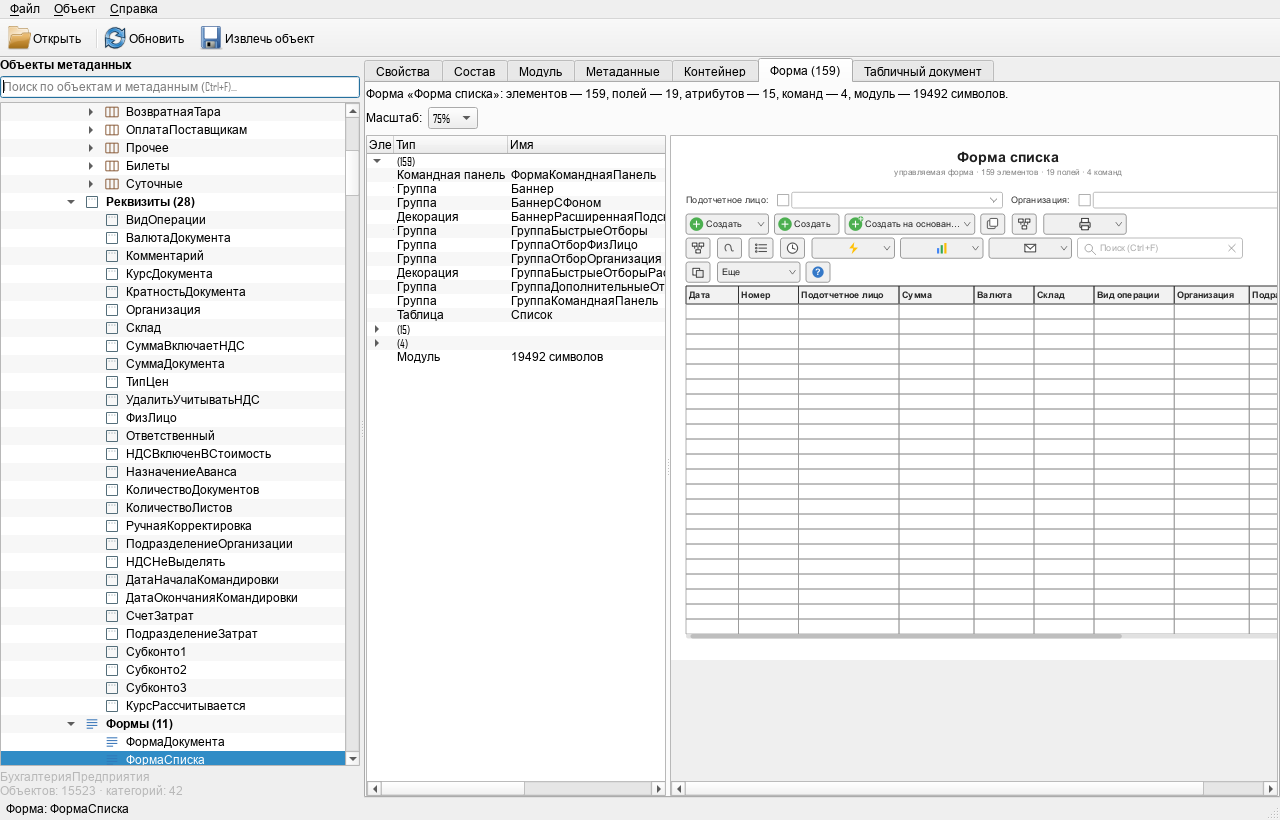 Файл Объект Справка
Открыть Обновить Извлечь объект
Объекты метаданных
Поиск по объектам и метаданным (Ctrl+F)...
ВозвратнаяТара
ОплатаПоставщикам
Прочее
Билеты
Суточные
Реквизиты (28)
ВидОперации
ВалютаДокумента
Комментарий
КурсДокумента
КратностьДокумента
Организация
Склад
СуммаВключаетНДС
СуммаДокумента
ТипЦен
УдалитьУчитыватьНДС
ФизЛицо
Ответственный
НДСВключенВСтоимость
НазначениеАванса
КоличествоДокументов
КоличествоЛистов
РучнаяКорректировка
ПодразделениеОрганизации
НДСНеВыделять
ДатаНачалаКомандировки
ДатаОкончанияКомандировки
СчетЗатрат
ПодразделениеЗатрат
Субконто1
Субконто2
Субконто3
КурсРассчитывается
Формы (11)
ФормаДокумента
ФормаСписка
БухгалтерияПредприятия
Объектов: 15523 · категорий: 42
Свойства Состав Модуль Метаданные Контейнер Форма (159) Табличный документ
Форма «Форма списка»: элементов — 159, полей — 19, атрибутов — 15, команд — 4, модуль — 19492 символов.
Масштаб: 75%
Эле Тип Имя
(159)
Командная панель ФормаКоманднаяПанель
Группа Баннер
Группа БаннерСФоном
Декорация БаннерРасширеннаяПодс
Группа ГруппаБыстрыеОтборы
Группа ГруппаОтборФизЛицо
Группа ГруппаОтборОрганизация
Декорация ГруппаБыстрыеОтборыРас
Группа ГруппаДополнительныеОт
Группа ГруппаКоманднаяПанель
Таблица Список
(15)
(4)
Модуль 19492 символов
Форма списка
управляемая форма · 159 элементов · 19 полей · 4 команд
Подотчетное лицо: Организация:
Создать Создать Создать на основан...
Поиск (Ctrl+F)
Еще ?
Дата Номер Подотчетное лицо Сумма Валюта Склад Вид операции Организация Подра
Форма: ФормаСписка